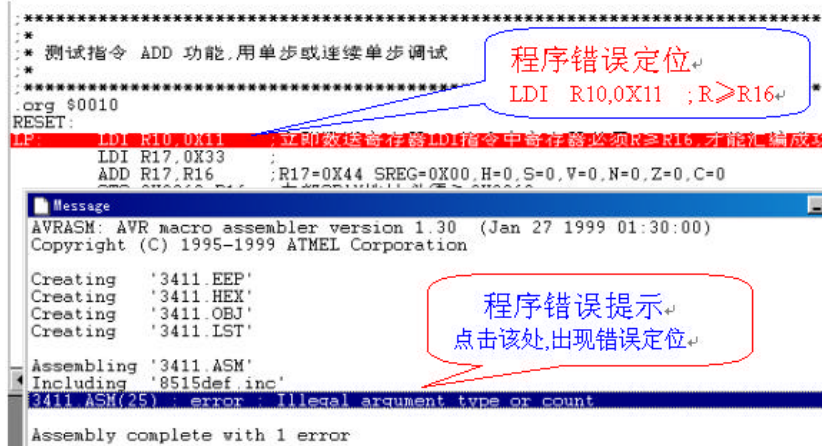 ;**********************************************************************
;*
;* 测试指令 ADD 功能,用单步或连续单步调试
;*
;**********************************************************************
.org $0010
RESET:
LP: LDI R10,0X11 ;立即数送寄存器LDI指令中寄存器必须R≥R16,才能汇编成功
LDI R17,0X33 ;
ADD R17,R16 ;R17=0X44 SREG=0X00,H=0,S=0,V=0,N=0,Z=0,C=0
程序错误定位
LDI R10,0X11 ;R≥R16
Message
AVRASM: AVR macro assembler version 1.30 (Jan 27 1999 01:30:00)
Copyright (C) 1995-1999 ATMEL Corporation
Creating '3411.EEP'
Creating '3411.HEX'
Creating '3411.OBJ'
Creating '3411.LST'
Assembling '3411.ASM'
Including '8515def.inc'
3411.ASM(25) : error : Illegal argument type or count
Assembly complete with 1 error
程序错误提示
点击该处,出现错误定位